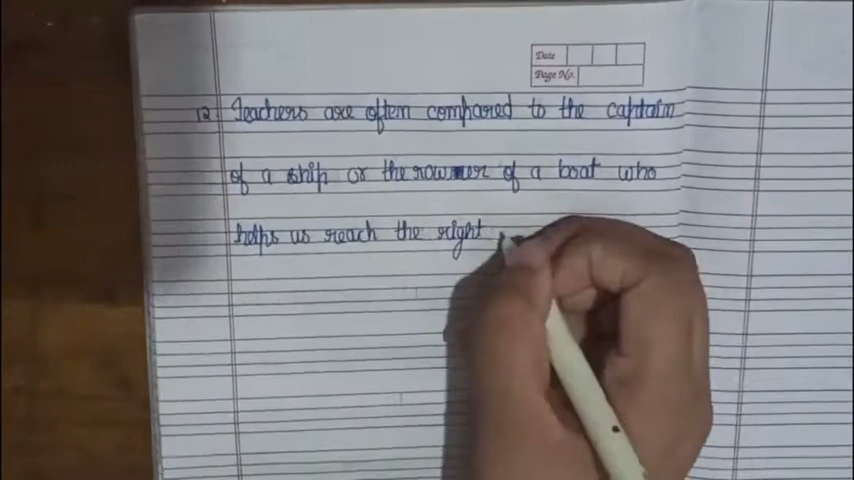 Date
Page No.
12 Teachers are often compared to the captain
of a ship or the rower of a boat who
helps us reach the right